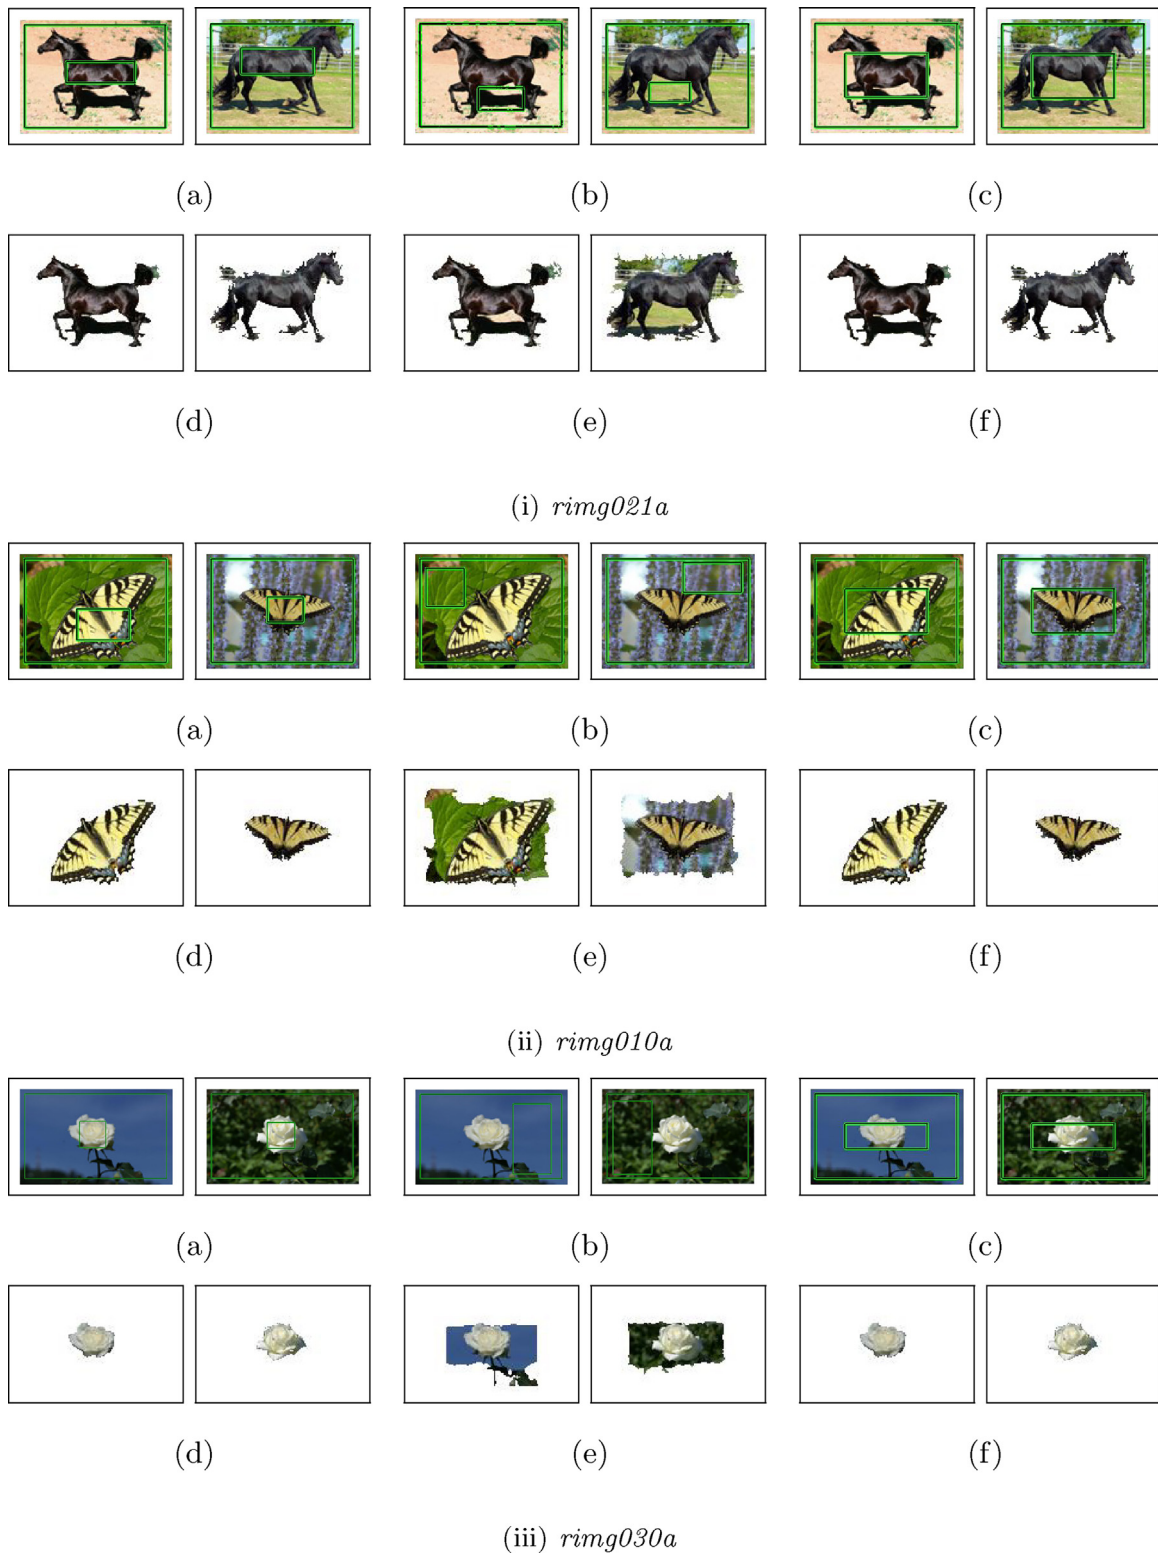 (a) (b) (c)
(d) (e) (f)
(i) rimg021a
(a) (b) (c)
(d) (e) (f)
(ii) rimg010a
(a) (b) (c)
(d) (e) (f)
(iii) rimg030a